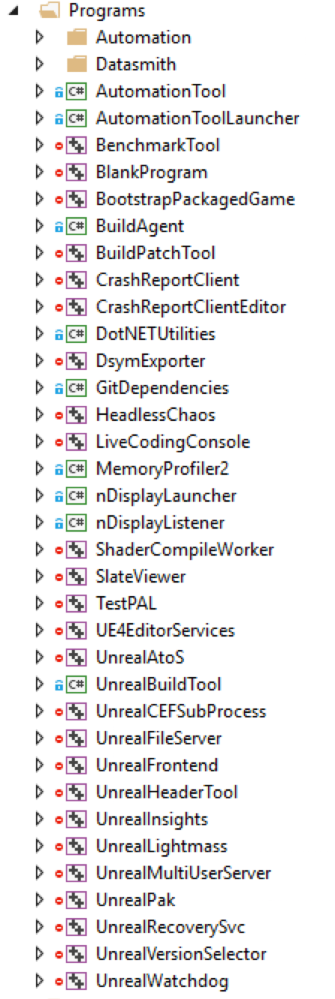 Programs
Automation
Datasmith
C# AutomationTool
C# AutomationToolLauncher
BenchmarkTool
BlankProgram
BootstrapPackagedGame
C# BuildAgent
BuildPatchTool
CrashReportClient
CrashReportClientEditor
C# DotNETUtilities
DsymExporter
C# GitDependencies
HeadlessChaos
LiveCodingConsole
C# MemoryProfiler2
C# nDisplayLauncher
C# nDisplayListener
ShaderCompileWorker
SlateViewer
TestPAL
UE4EditorServices
UnrealAtoS
C# UnrealBuildTool
UnrealCEFSubProcess
UnrealFileServer
UnrealFrontend
UnrealHeaderTool
UnrealInsights
UnrealLightmass
UnrealMultiUserServer
UnrealPak
UnrealRecoverySvc
UnrealVersionSelector
UnrealWatchdog